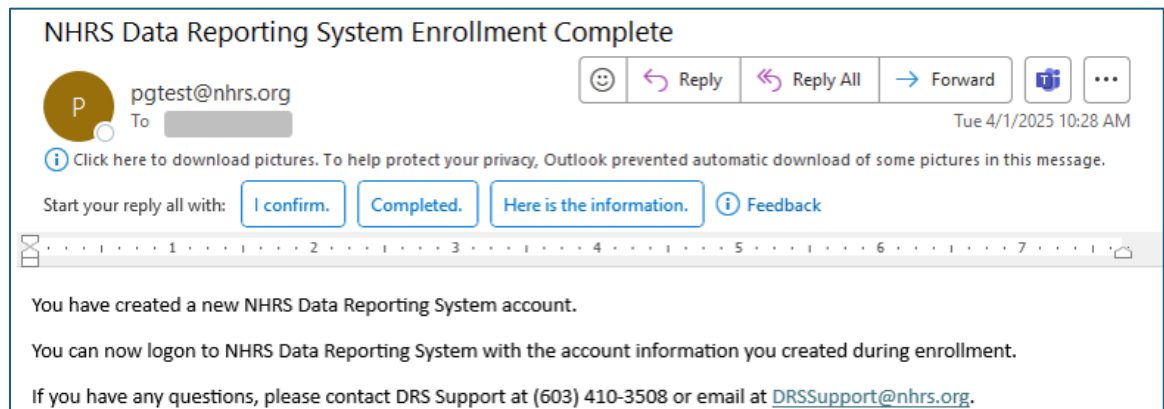 NHRS Data Reporting System Enrollment Complete
P
pgtest@nhrs.org
Reply
Reply All
Forward
To
Tue 4/1/2025 10:28 AM
Click here to download pictures. To help protect your privacy, Outlook prevented automatic download of some pictures in this message.
Start your reply all with: I confirm. Completed. Here is the information. Feedback
1 2 3 4 5 6 7
You have created a new NHRS Data Reporting System account.
You can now logon to NHRS Data Reporting System with the account information you created during enrollment.
If you have any questions, please contact DRS Support at (603) 410-3508 or email at DRSSupport@nhrs.org.